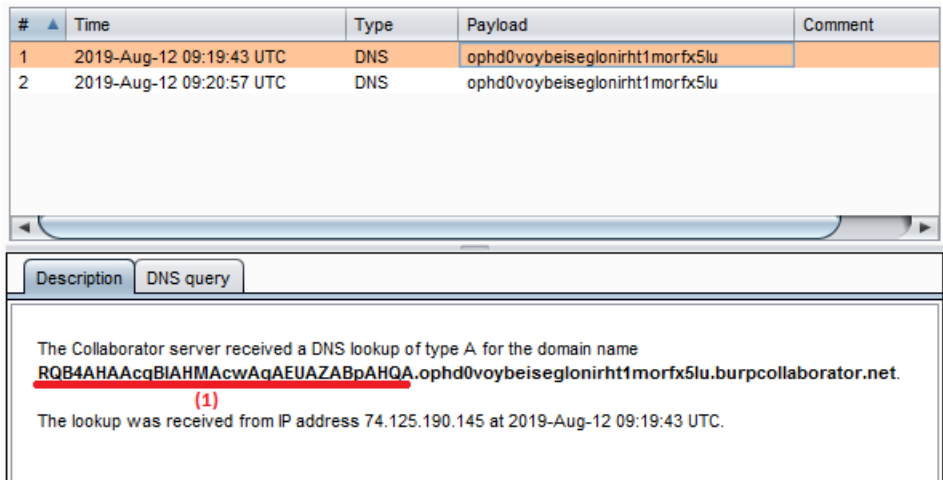 # Time Type Payload Comment
1 2019-Aug-12 09:19:43 UTC DNS ophd0voybeiseglonirht1morfx5lu
2 2019-Aug-12 09:20:57 UTC DNS ophd0voybeiseglonirht1morfx5lu
Description DNS query
The Collaborator server received a DNS lookup of type A for the domain name
RQB4AHAAcgBlAHMAcwAgAEUAZABpAHQA.ophd0voybeiseglonirht1morfx5lu.burpcollaborator.net.
(1)
The lookup was received from IP address 74.125.190.145 at 2019-Aug-12 09:19:43 UTC.